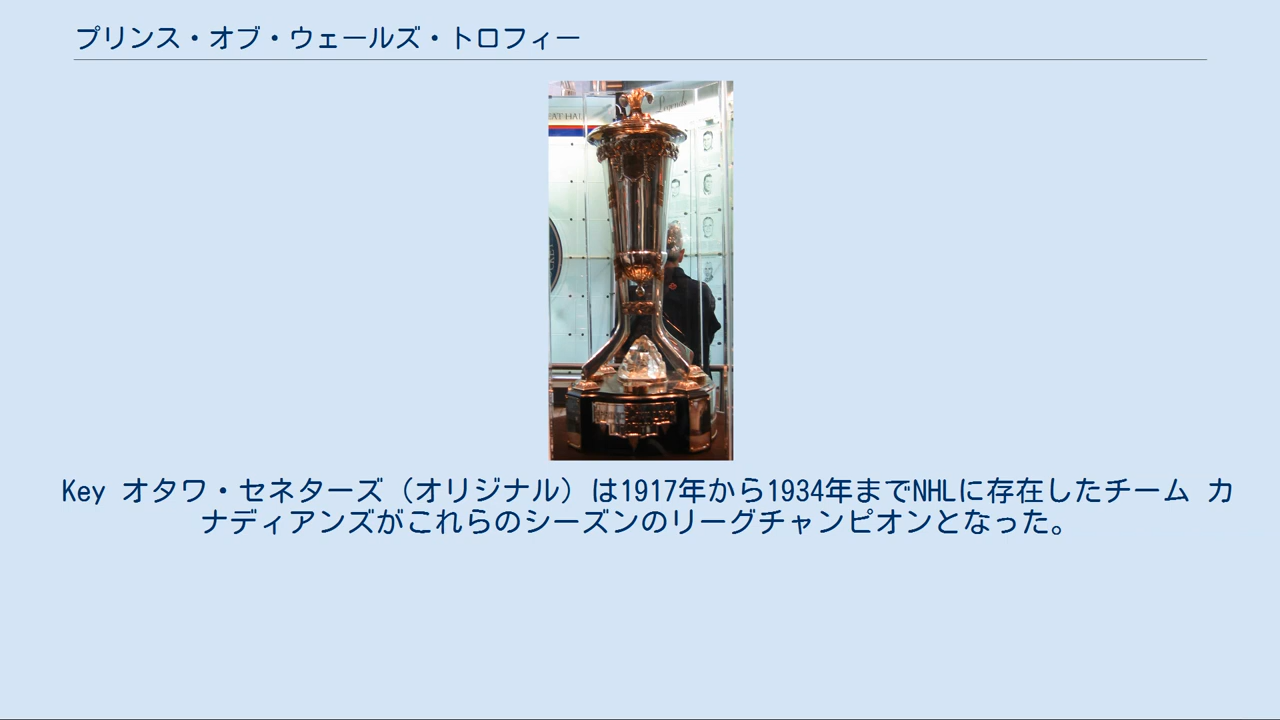 プリンス・オブ・ウェールズ・トロフィー
Key オタワ・セネターズ（オリジナル）は1917年から1934年までNHLに存在したチーム カ
ナディアンズがこれらのシーズンのリーグチャンピオンとなった。